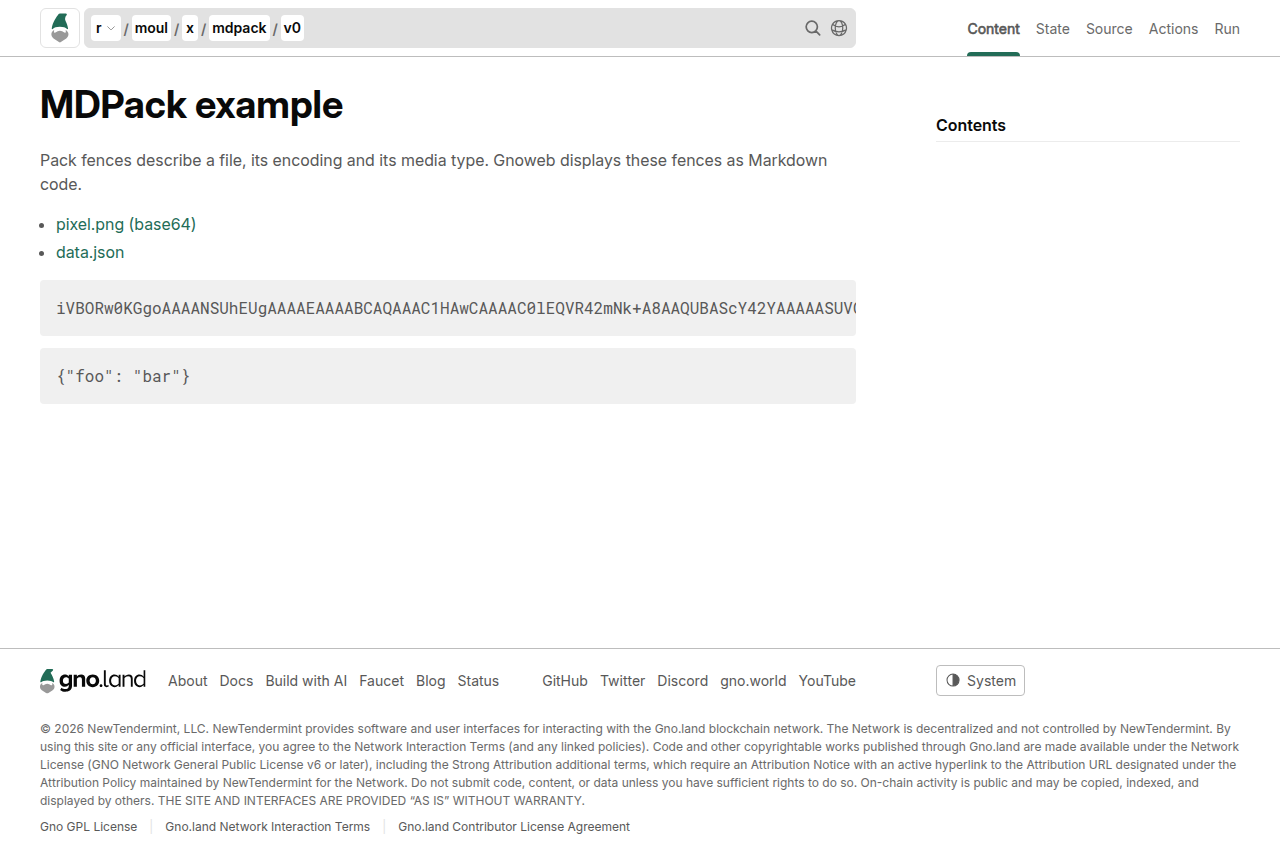 r / moul / x / mdpack / v0
Content State Source Actions Run
MDPack example
Contents
Pack fences describe a file, its encoding and its media type. Gnoweb displays these fences as Markdown
code.
pixel.png (base64)
data.json
iVBORw0KGgoAAAANSUhEUgAAAAEAAAABCAQAAAC1HAwCAAAAC0lEQVR42mNk+A8AAQUBAScY42YAAAAASUV
{"foo": "bar"}
gno.land About Docs Build with AI Faucet Blog Status GitHub Twitter Discord gno.world YouTube System
© 2026 NewTendermint, LLC. NewTendermint provides software and user interfaces for interacting with the Gno.land blockchain network. The Network is decentralized and not controlled by NewTendermint. By
using this site or any official interface, you agree to the Network Interaction Terms (and any linked policies). Code and other copyrightable works published through Gno.land are made available under the Network
License (GNO Network General Public License v6 or later), including the Strong Attribution additional terms, which require an Attribution Notice with an active hyperlink to the Attribution URL designated under the
Attribution Policy maintained by NewTendermint for the Network. Do not submit code, content, or data unless you have sufficient rights to do so. On-chain activity is public and may be copied, indexed, and
displayed by others. THE SITE AND INTERFACES ARE PROVIDED “AS IS” WITHOUT WARRANTY.
Gno GPL License Gno.land Network Interaction Terms Gno.land Contributor License Agreement